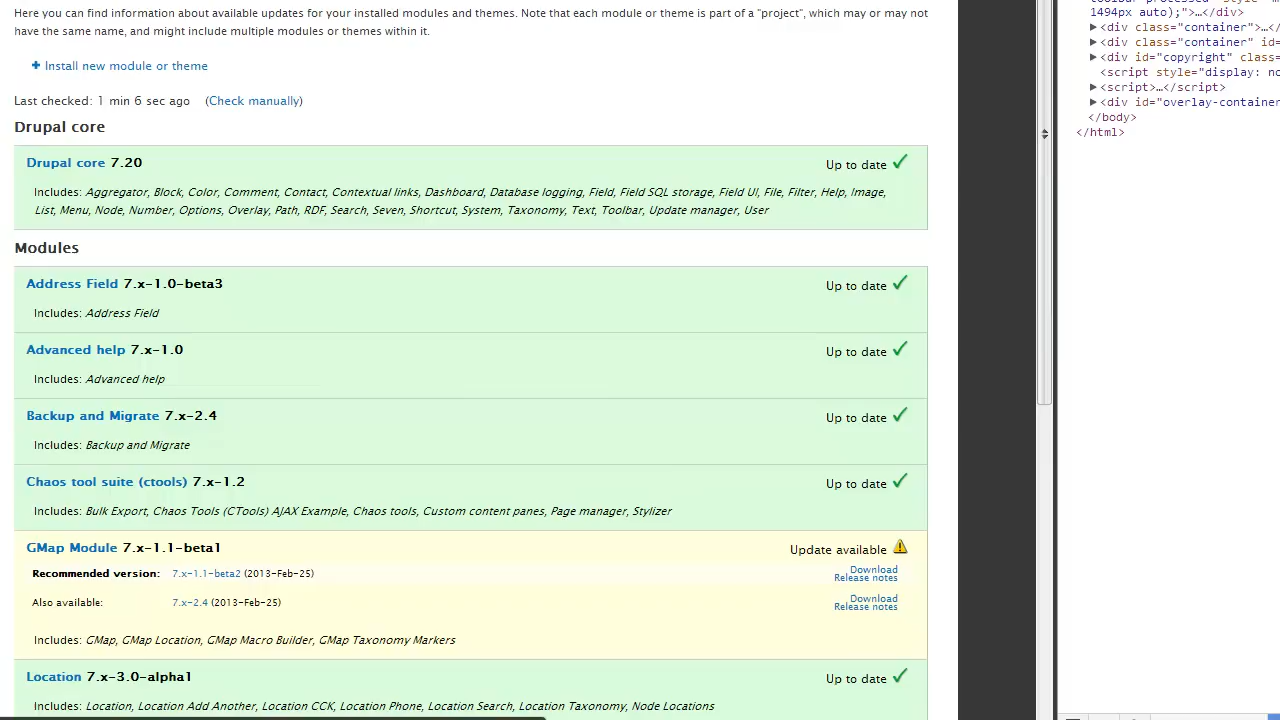 Here you can find information about available updates for your installed modules and themes. Note that each module or theme is part of a "project", which may or may not
have the same name, and might include multiple modules or themes within it.
+ Install new module or theme
Last checked: 1 min 6 sec ago (Check manually)
Drupal core
Drupal core 7.20
Up to date
Includes: Aggregator, Block, Color, Comment, Contact, Contextual links, Dashboard, Database logging, Field, Field SQL storage, Field UI, File, Filter, Help, Image,
List, Menu, Node, Number, Options, Overlay, Path, RDF, Search, Seven, Shortcut, System, Taxonomy, Text, Toolbar, Update manager, User
Modules
Address Field 7.x-1.0-beta3
Up to date
Includes: Address Field
Advanced help 7.x-1.0
Up to date
Includes: Advanced help
Backup and Migrate 7.x-2.4
Up to date
Includes: Backup and Migrate
Chaos tool suite (ctools) 7.x-1.2
Up to date
Includes: Bulk Export, Chaos Tools (CTools) AJAX Example, Chaos tools, Custom content panes, Page manager, Stylizer
GMap Module 7.x-1.1-beta1
Update available
Recommended version: 7.x-1.1-beta2 (2013-Feb-25)
Download
Release notes
Also available: 7.x-2.4 (2013-Feb-25)
Download
Release notes
Includes: GMap, GMap Location, GMap Macro Builder, GMap Taxonomy Markers
Location 7.x-3.0-alpha1
Up to date
Includes: Location, Location Add Another, Location CCK, Location Phone, Location Search, Location Taxonomy, Node Locations
1494px auto);">…</div>
<div class="container">…</
<div class="container" id=
<div id="copyright" class=
<script style="display: no
<script>…</script>
<div id="overlay-container
</body>
</html>